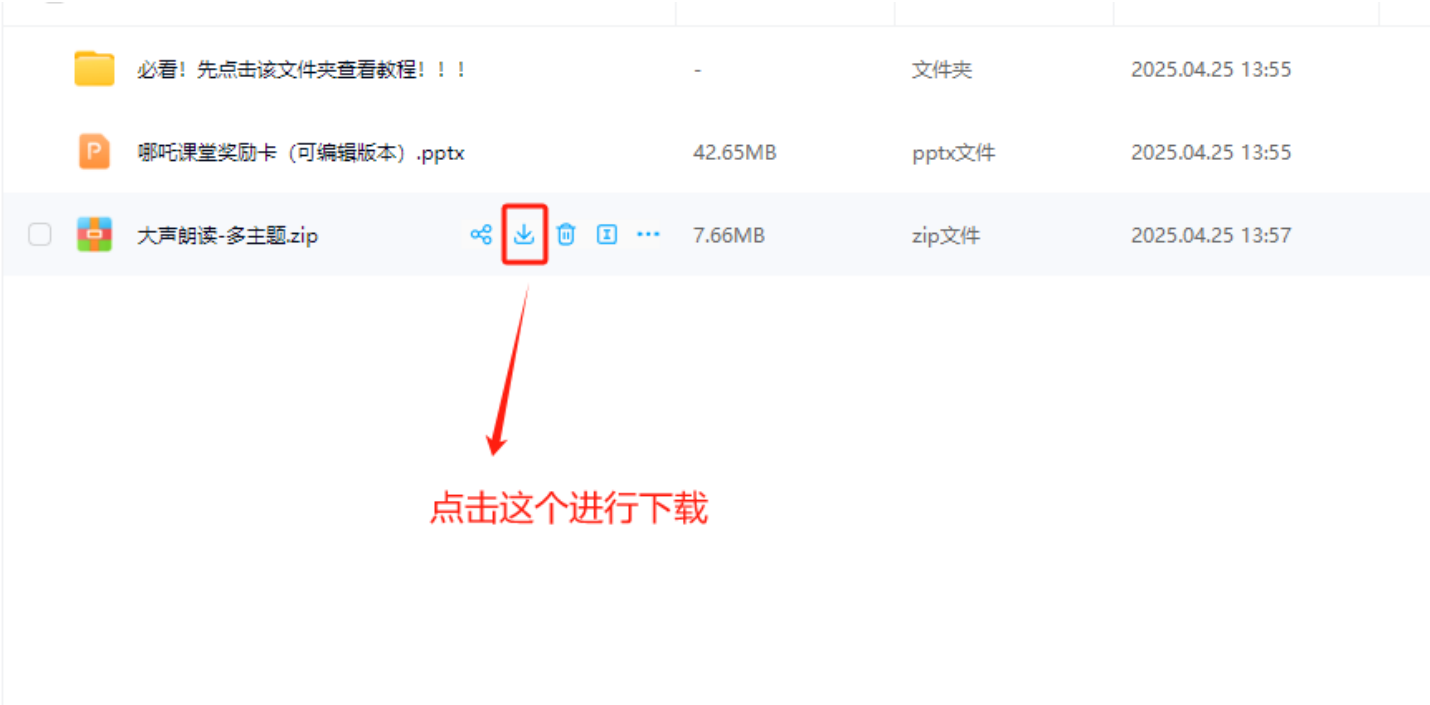 必看！先点击该文件夹查看教程！！！ - 文件夹 2025.04.25 13:55
P 哪吒课堂奖励卡（可编辑版本）.pptx 42.65MB pptx文件 2025.04.25 13:55
大声朗读-多主题.zip 7.66MB zip文件 2025.04.25 13:57
点击这个进行下载